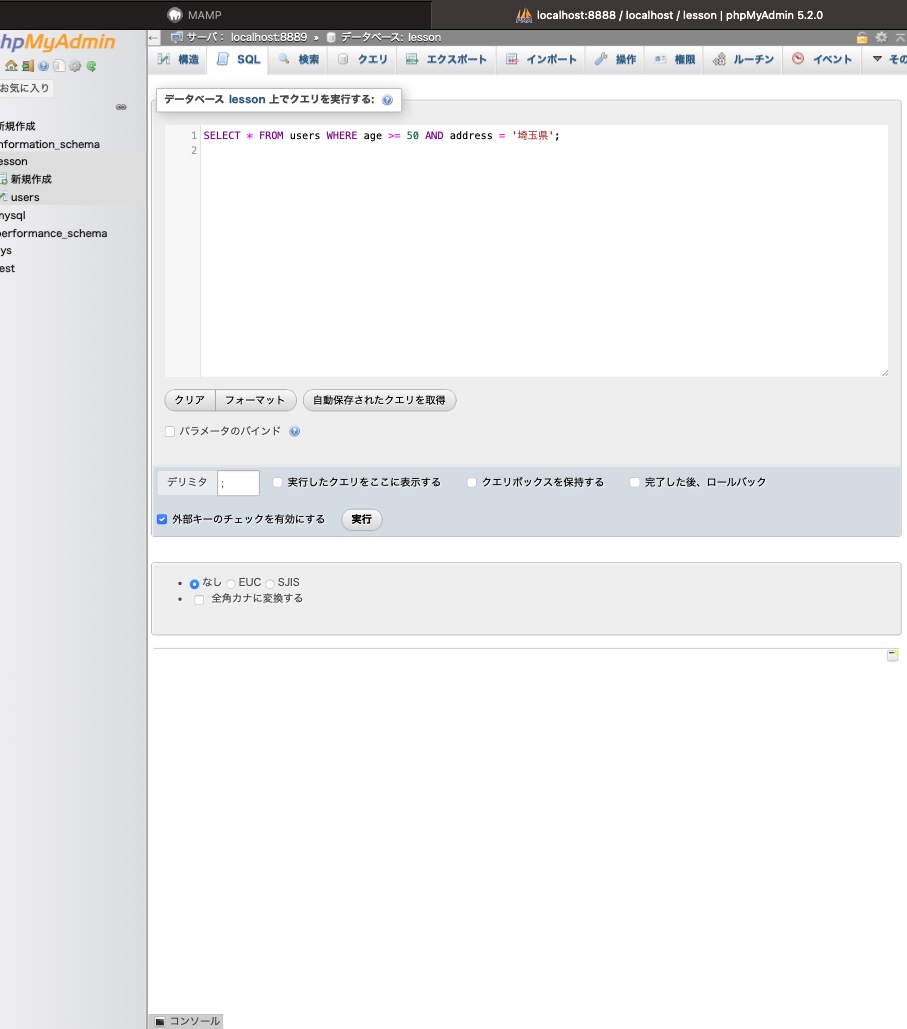 MAMP
localhost:8888 / localhost / lesson | phpMyAdmin 5.2.0
hpMyAdmin
お気に入り
新規作成
nformation_schema
esson
新規作成
users
mysql
performance_schema
ys
est
サーバ: localhost:8889 » データベース: lesson
構造 SQL 検索 クエリ エクスポート インポート 操作 権限 ルーチン イベント その
データベース lesson 上でクエリを実行する:
1 SELECT * FROM users WHERE age >= 50 AND address = '埼玉県';
2
クリア フォーマット 自動保存されたクエリを取得
パラメータのバインド
デリミタ ; 実行したクエリをここに表示する クエリボックスを保持する 完了した後、ロールバック
外部キーのチェックを有効にする 実行
なし EUC SJIS
全角カナに変換する
コンソール